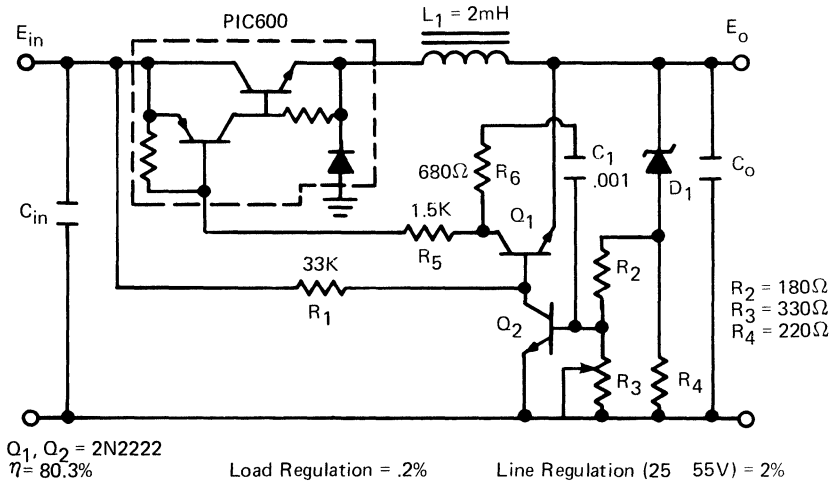 PIC600
L1 = 2mH
Ein
Eo
Cin
680Ω
R6
C1
.001
D1
Co
1.5K
R5
Q1
33K
R1
Q2
R2
R3
R4
R2 = 180Ω
R3 = 330Ω
R4 = 220Ω
Q1, Q2 = 2N2222
η= 80.3%
Load Regulation = .2%
Line Regulation (25 55V) = 2%